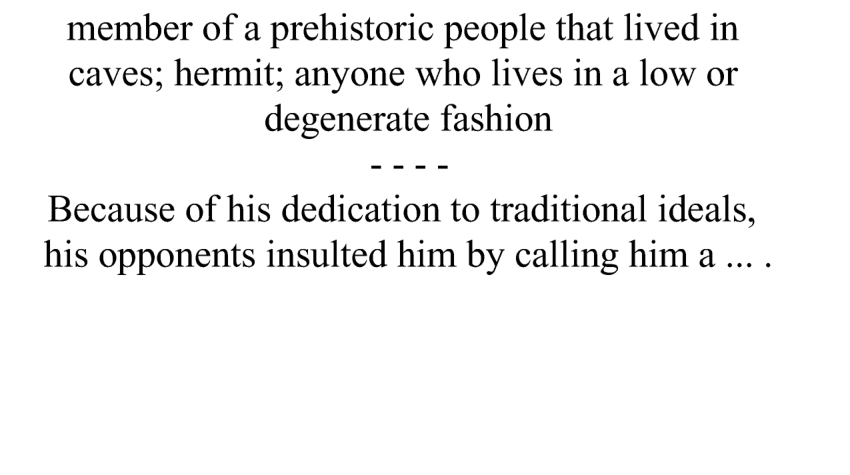 member of a prehistoric people that lived in
caves; hermit; anyone who lives in a low or
degenerate fashion
- - - -
Because of his dedication to traditional ideals,
his opponents insulted him by calling him a ... .